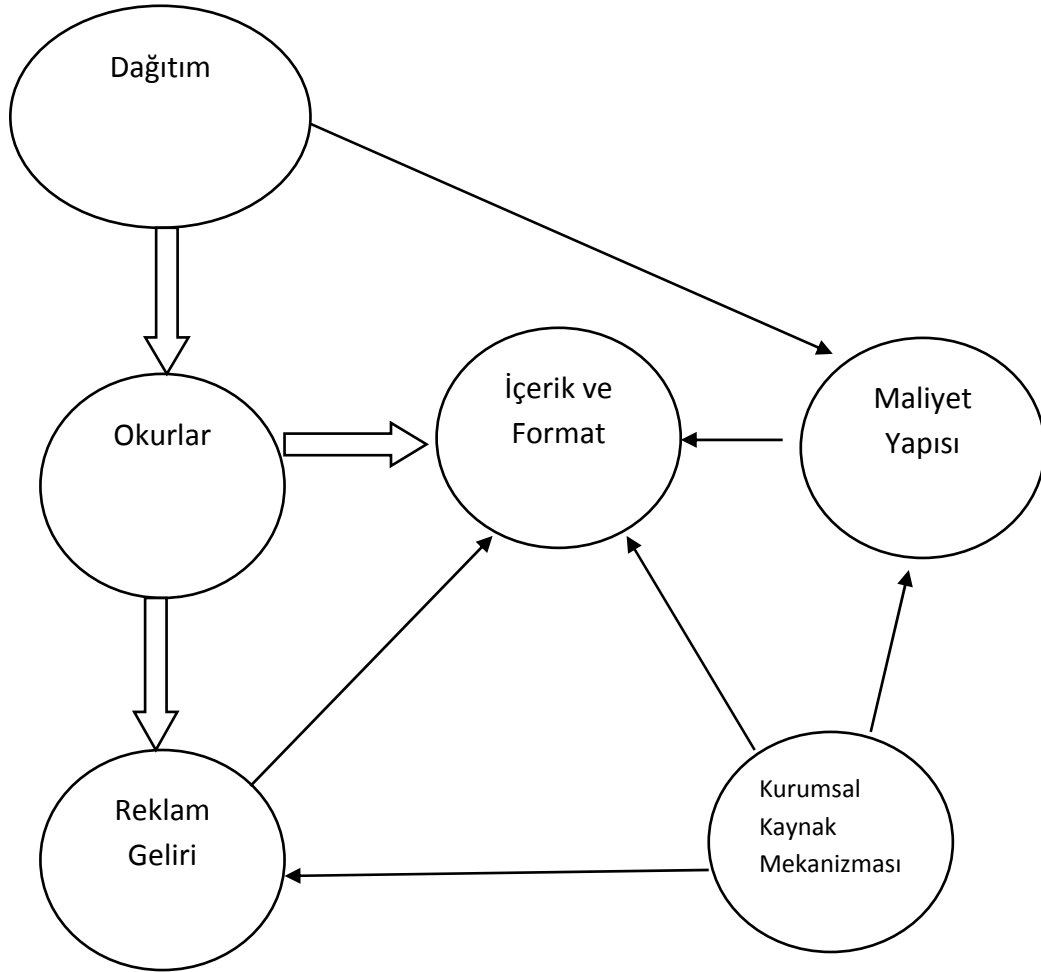 Dağıtım
Okurlar
İçerik ve
Format
Maliyet
Yapısı
Reklam
Geliri
Kurumsal
Kaynak
Mekanizması